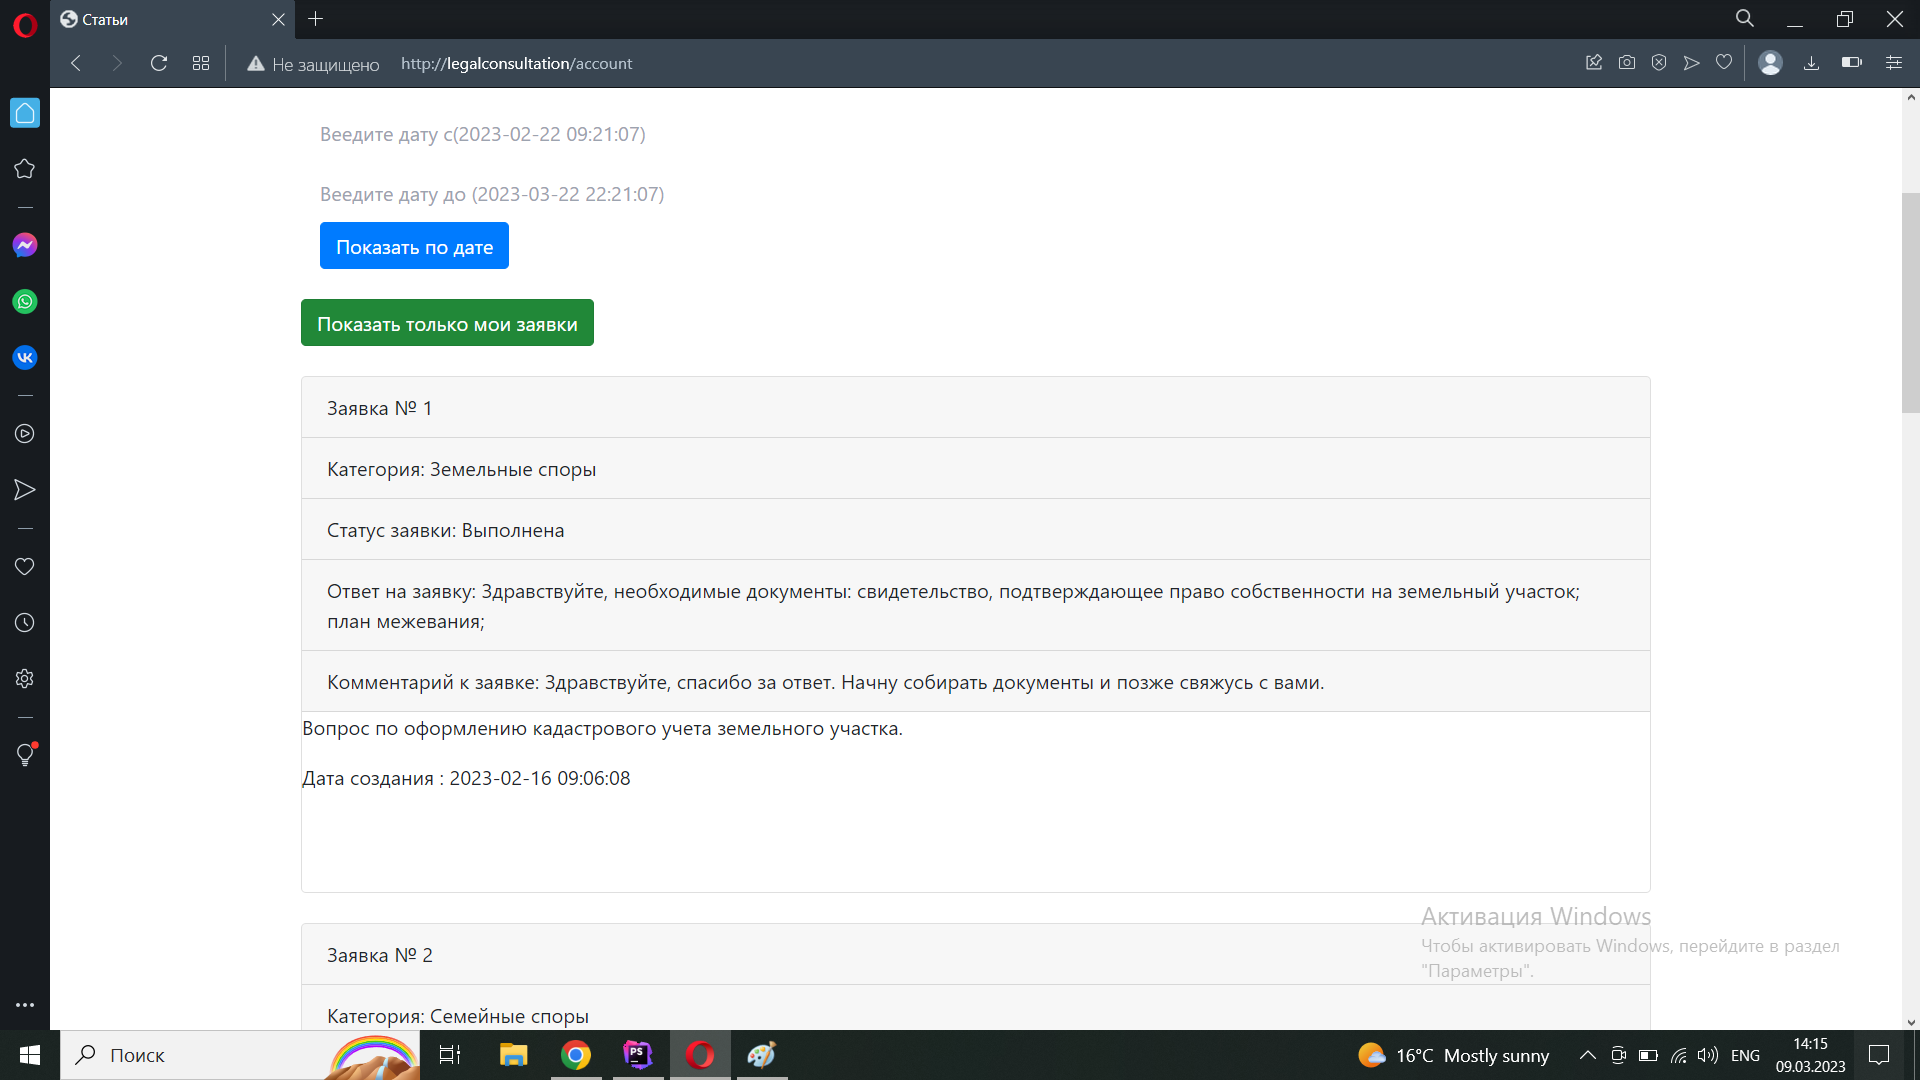 Статьи
Не защищено http://legalconsultation/account
Веедите дату с(2023-02-22 09:21:07)
Веедите дату до (2023-03-22 22:21:07)
Показать по дате
Показать только мои заявки
Заявка № 1
Категория: Земельные споры
Статус заявки: Выполнена
Ответ на заявку: Здравствуйте, необходимые документы: свидетельство, подтверждающее право собственности на земельный участок;
план межевания;
Комментарий к заявке: Здравствуйте, спасибо за ответ. Начну собирать документы и позже свяжусь с вами.
Вопрос по оформлению кадастрового учета земельного участка.
Дата создания : 2023-02-16 09:06:08
Заявка № 2
Категория: Семейные споры
Активация Windows
Чтобы активировать Windows, перейдите в раздел
"Параметры".
Поиск
PS
16°C Mostly sunny
ENG
14:15
09.03.2023